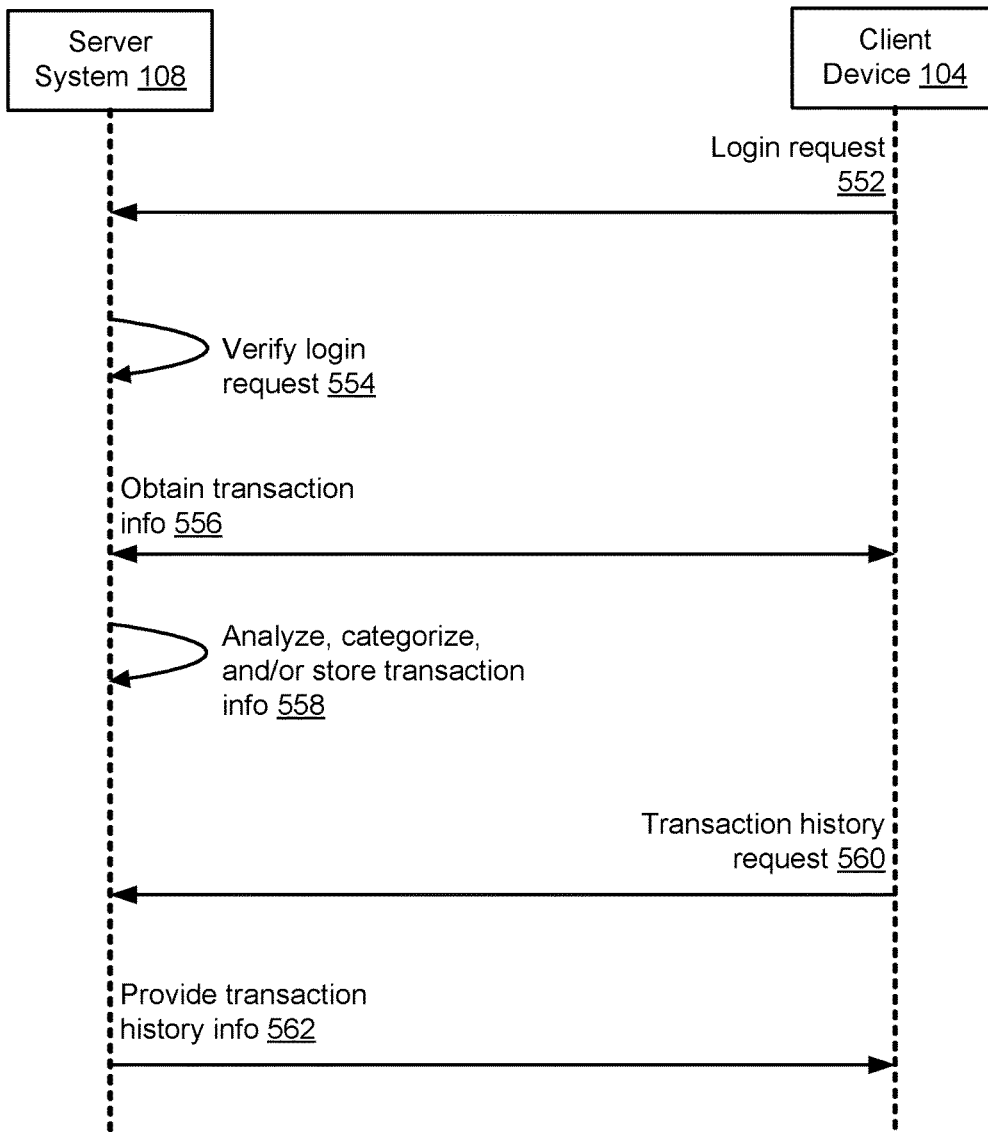 Server
System 108
Client
Device 104
Login request
552
Verify login
request 554
Obtain transaction
info 556
Analyze, categorize,
and/or store transaction
info 558
Transaction history
request 560
Provide transaction
history info 562